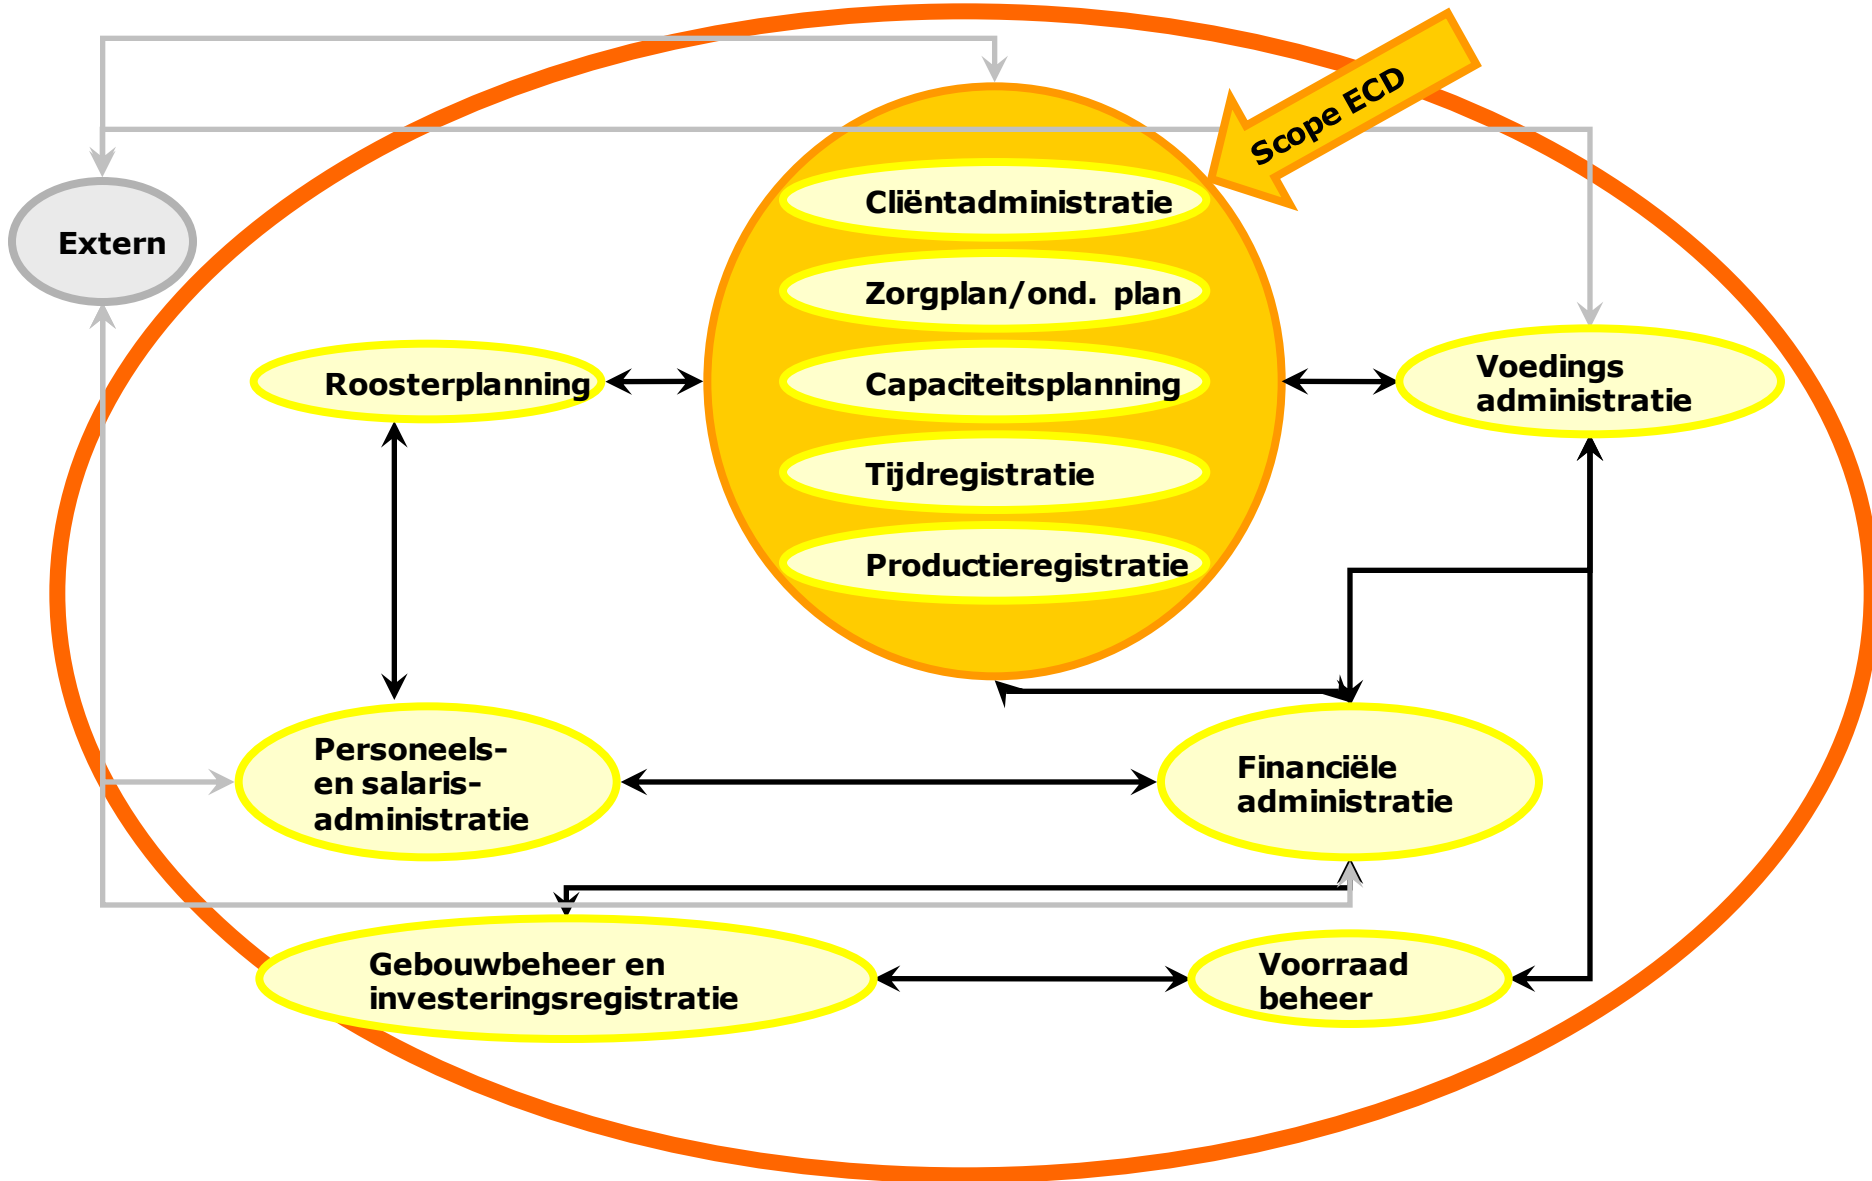 Scope ECD
Cliëntadministratie
Extern
Zorgplan/ond. plan
Roosterplanning
Capaciteitsplanning
Voedings
administratie
Tijdregistratie
Productieregistratie
Personeels-
en salaris-
administratie
Financiële
administratie
Gebouwbeheer en
investeringsregistratie
Voorraad
beheer